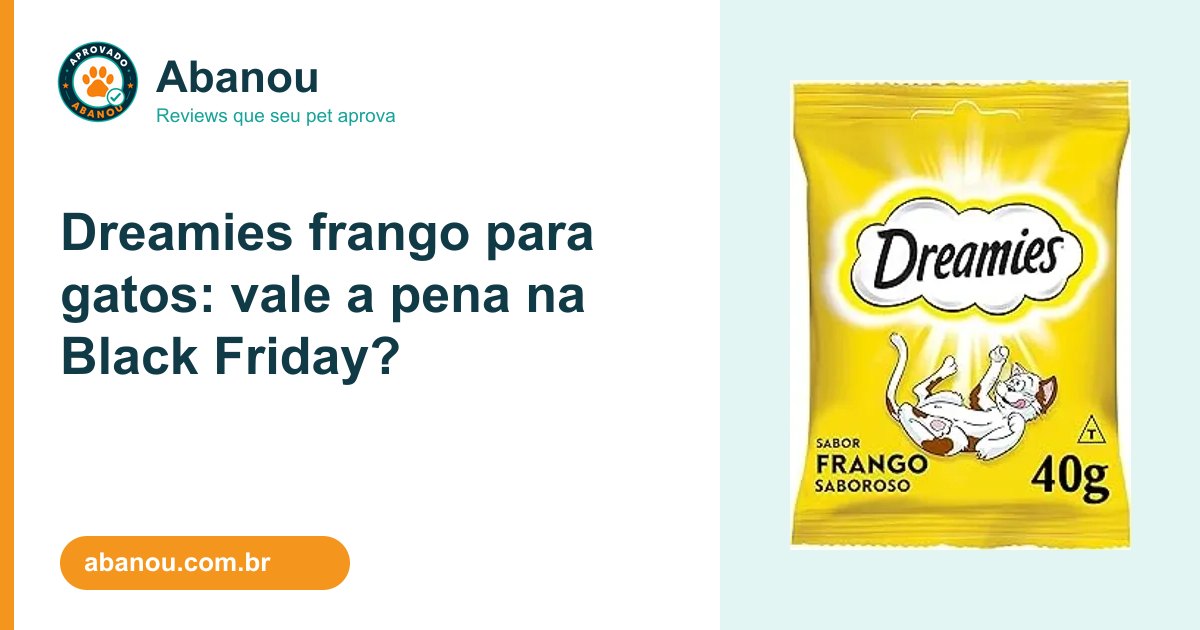 APROVADO
ABANOU
Abanou
Reviews que seu pet aprova
Dreamies frango para
gatos: vale a pena na
Black Friday?
abanou.com.br
Dreamies
SABOR
FRANGO
SABOROSO
T
40g